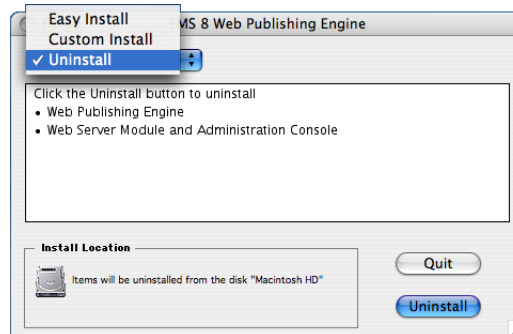 Easy Install
Custom Install
✓ Uninstall
MS 8 Web Publishing Engine
Click the Uninstall button to uninstall
• Web Publishing Engine
• Web Server Module and Administration Console
Install Location
Items will be uninstalled from the disk "Macintosh HD"
Quit
Uninstall